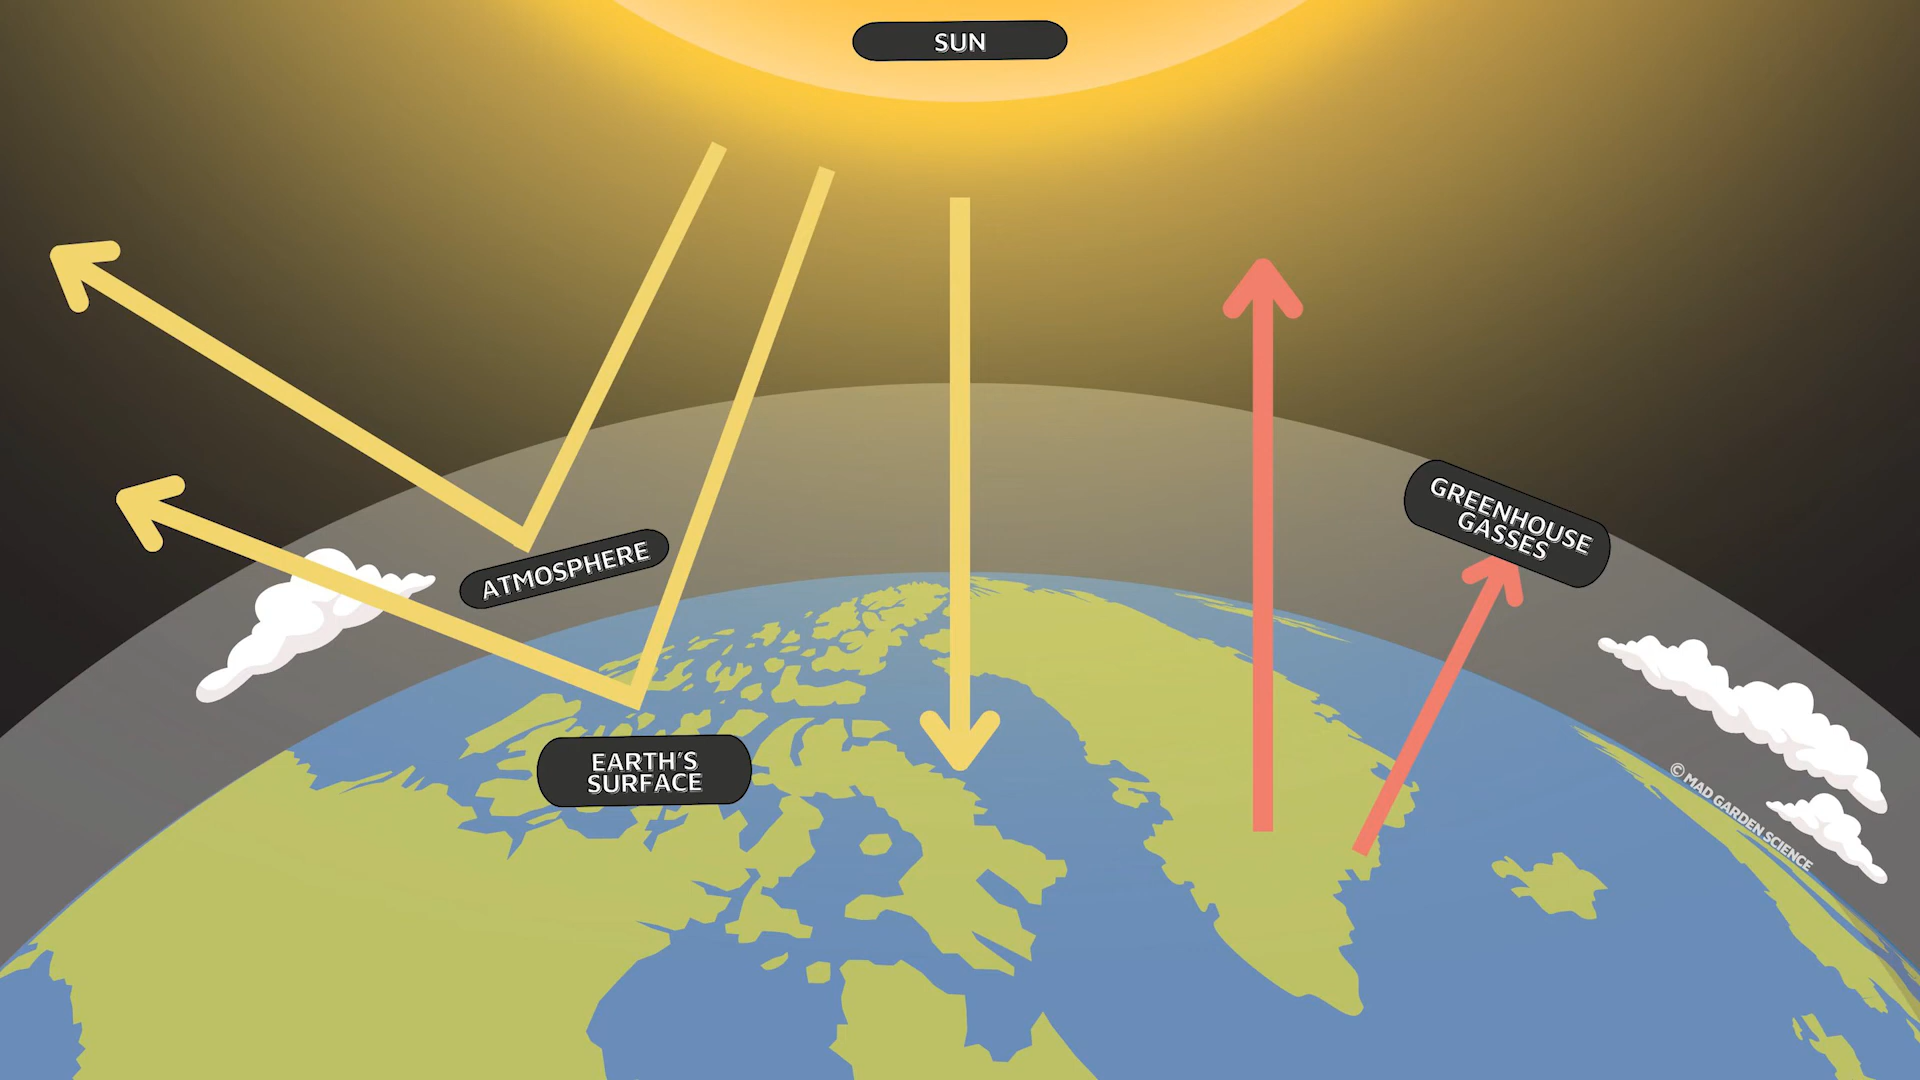 SUN
ATMOSPHERE
GREENHOUSE
GASSES
EARTH'S
SURFACE
© MAD GARDEN SCIENCE